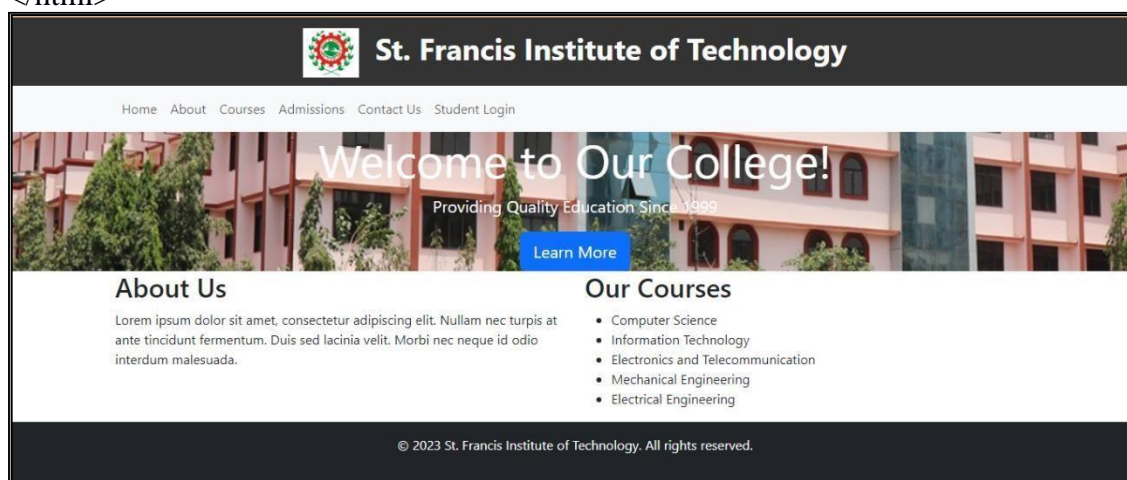 </html>
St. Francis Institute of Technology
Home About Courses Admissions Contact Us Student Login
Welcome to Our College!
Providing Quality Education Since 1999
Learn More
About Us
Lorem ipsum dolor sit amet, consectetur adipiscing elit. Nullam nec turpis at
ante tincidunt fermentum. Duis sed lacinia velit. Morbi nec neque id odio
interdum malesuada.
Our Courses
• Computer Science
• Information Technology
• Electronics and Telecommunication
• Mechanical Engineering
• Electrical Engineering
© 2023 St. Francis Institute of Technology. All rights reserved.